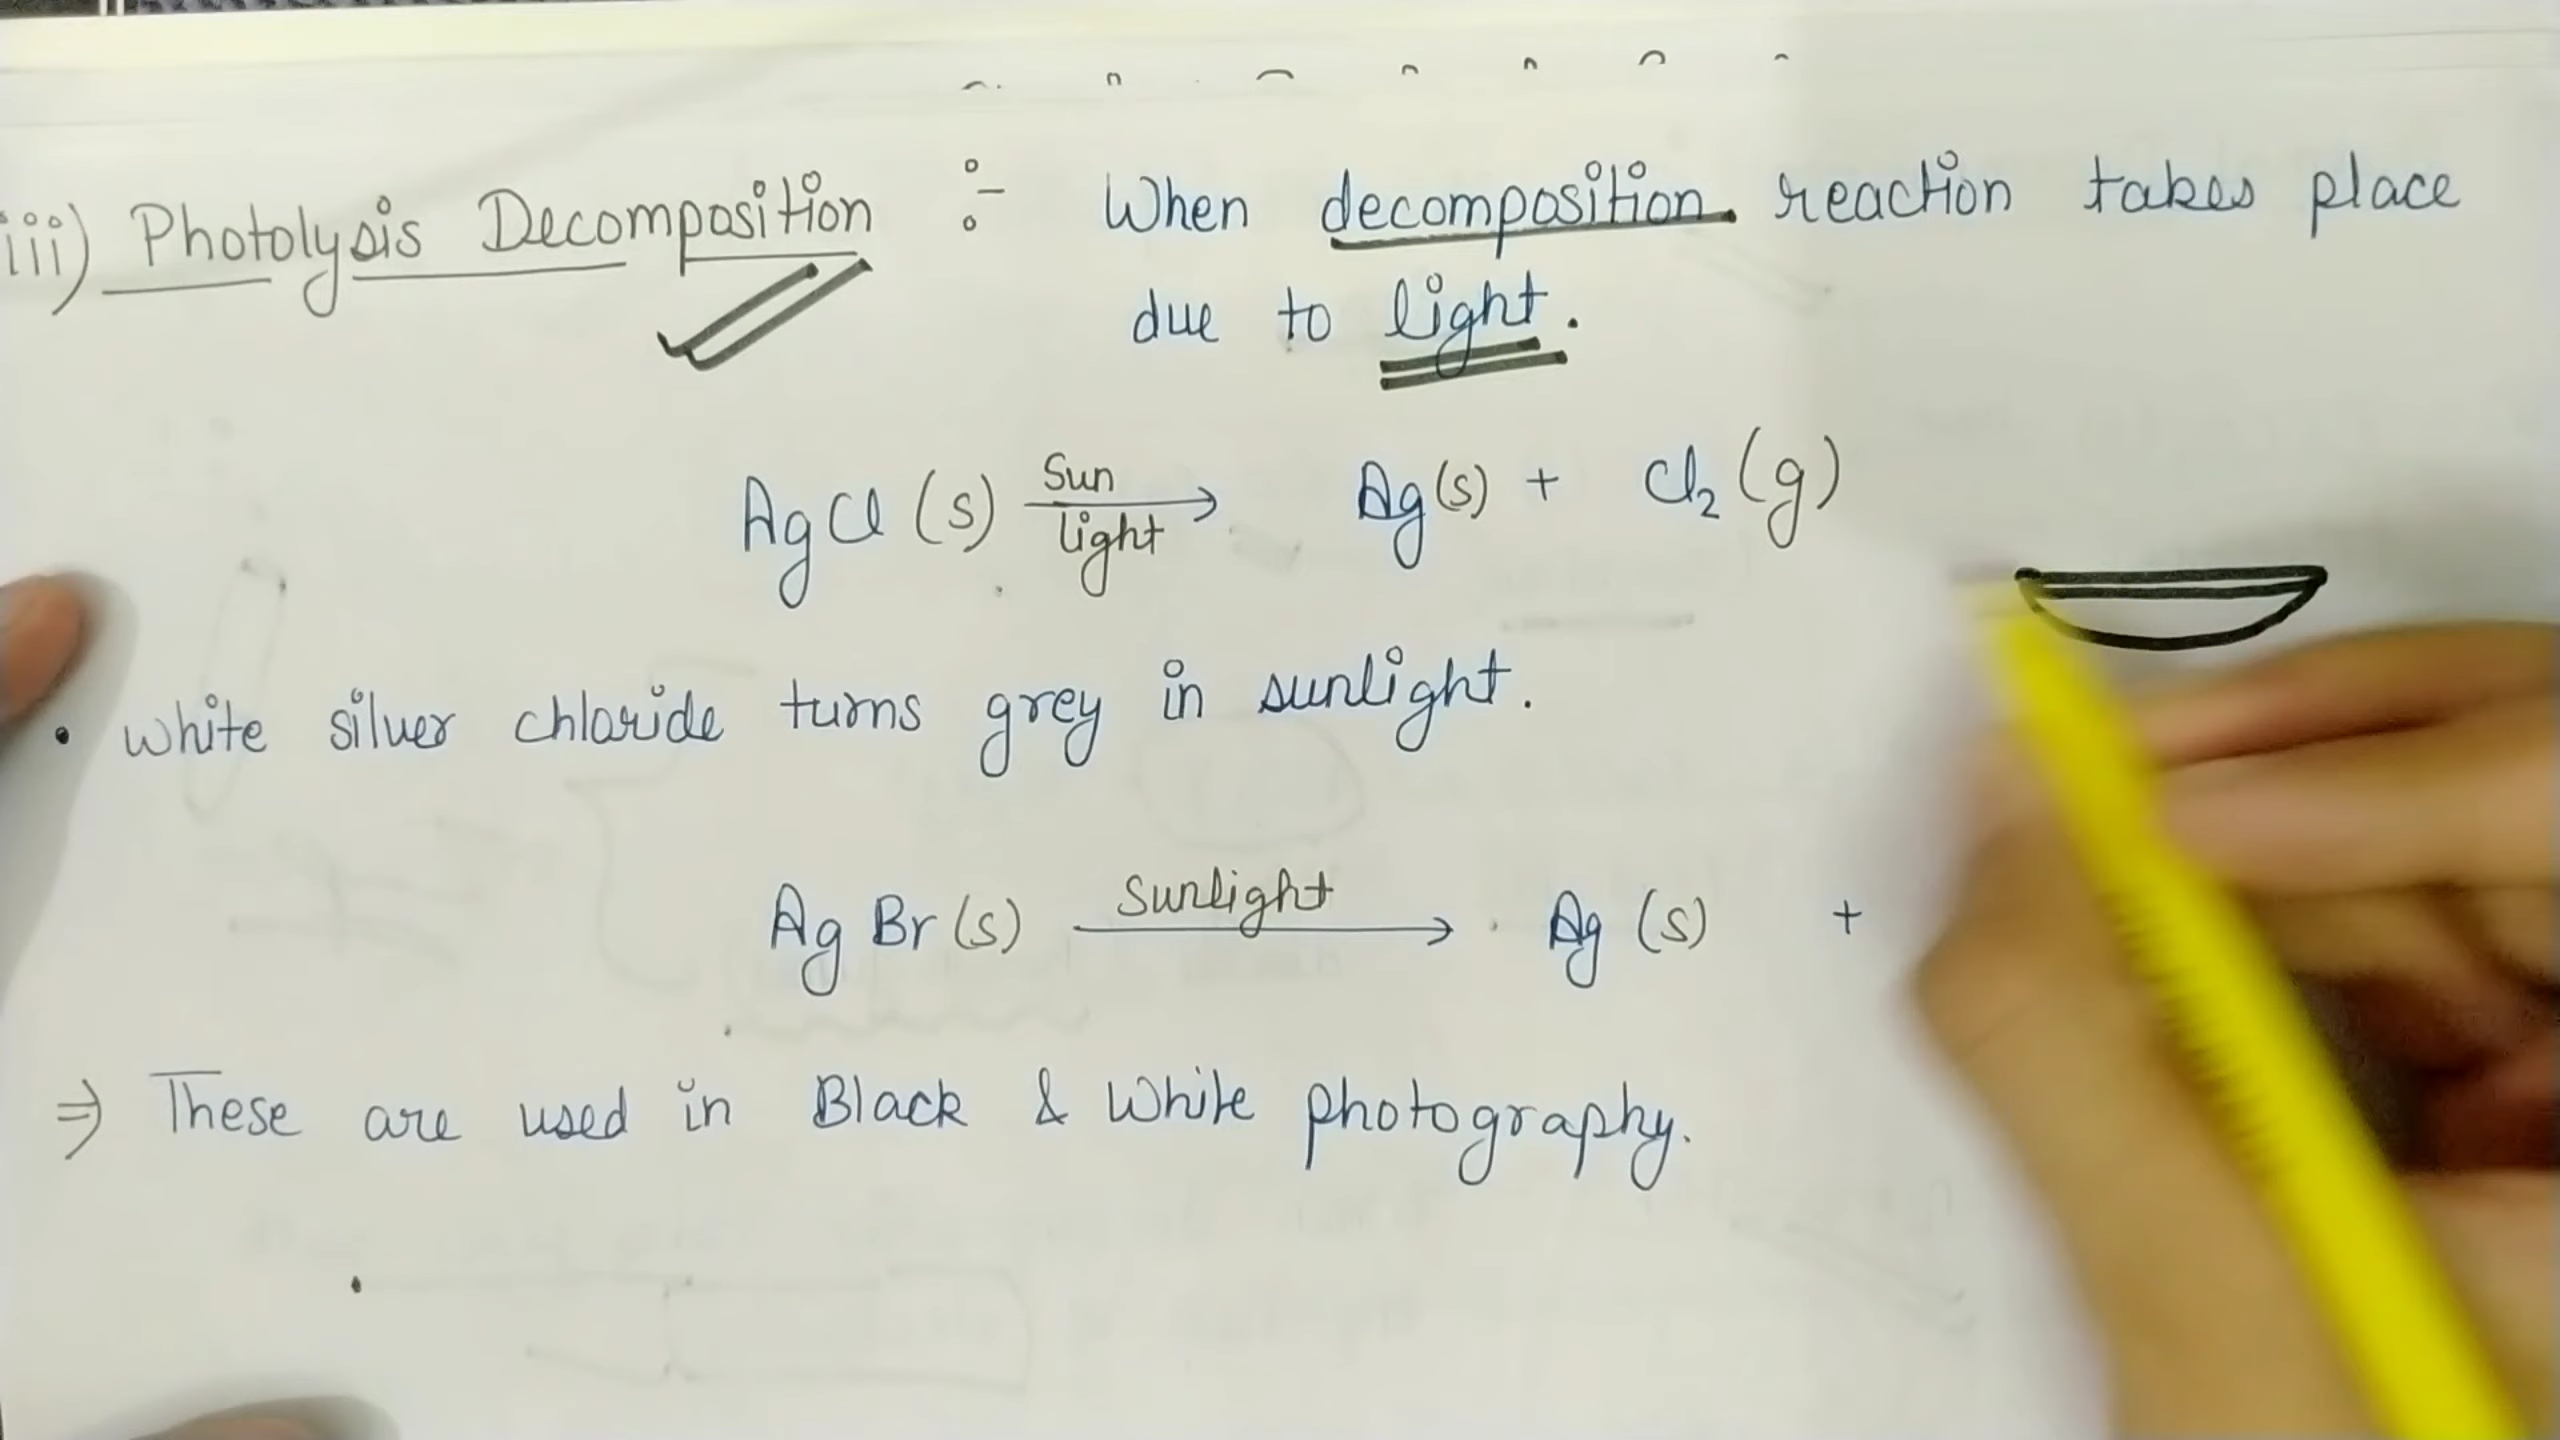 iii) Photolysis Decomposition :- When decomposition reaction takes place
due to light.
AgCl (s) Sun light → Ag(s) + Cl₂(g)
• White silver chloride turns grey in sunlight.
AgBr(s) Sunlight → Ag (s) +
⇒ These are used in Black & White photography.